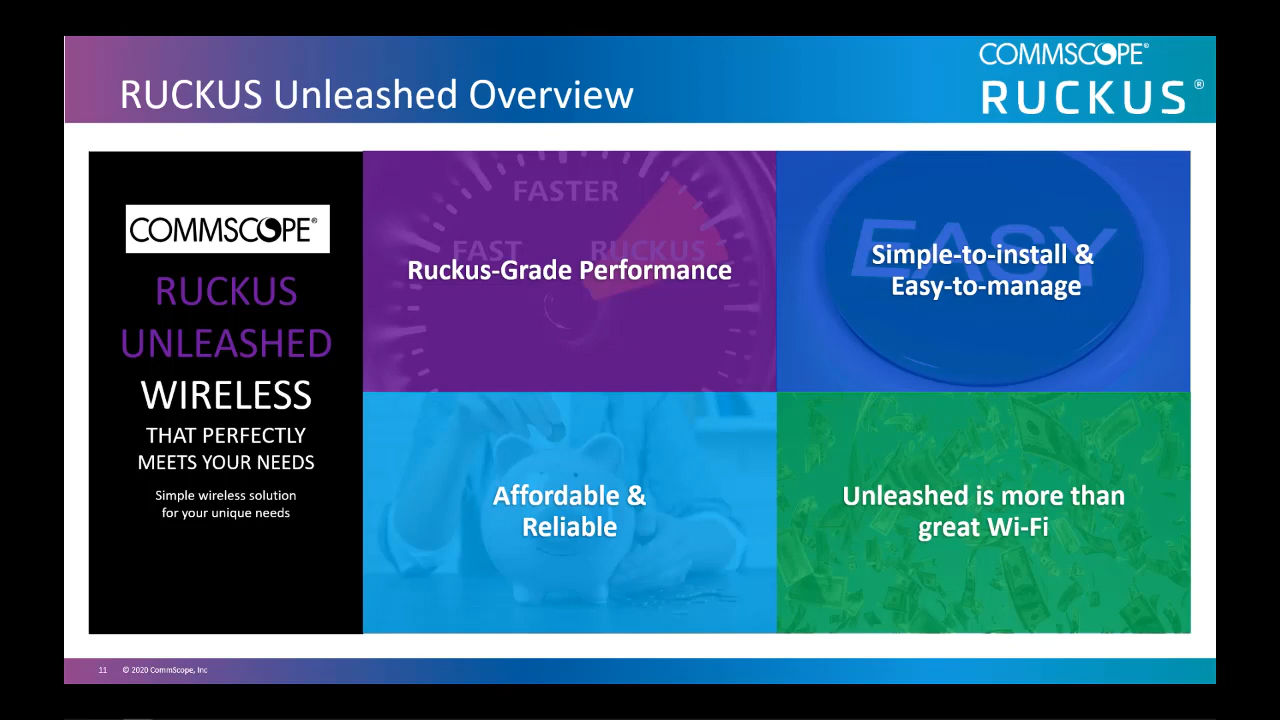 RUCKUS Unleashed Overview
COMMSCOPE®
RUCKUS®
COMMSCOPE®
RUCKUS
UNLEASHED
WIRELESS
THAT PERFECTLY
MEETS YOUR NEEDS
Simple wireless solution
for your unique needs
FASTER
FAST RUCKUS
Ruckus-Grade Performance
EASY
Simple-to-install &
Easy-to-manage
Affordable &
Reliable
Unleashed is more than
great Wi-Fi
11 © 2020 CommScope, Inc